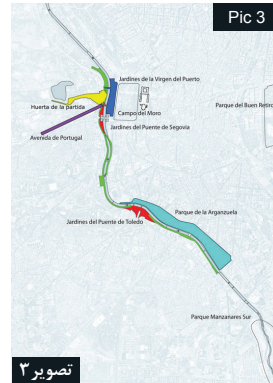 Pic 3
Jardines de la Virgen del Puerto
Huerta de la partida
Campo del Moro
Parque del Buen Retiro
Jardines del Puente de Segovia
Avenida de Portugal
Parque de la Arganzuela
Jardines del Puente de Toledo
Parque Manzanares Sur
تصویر۳